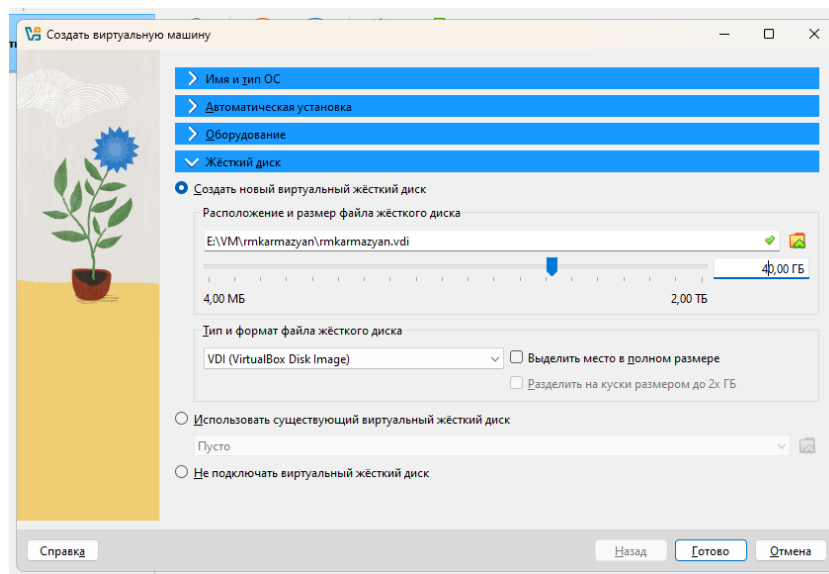 Создать виртуальную машину
Имя и тип ОС
Автоматическая установка
Оборудование
Жёсткий диск
Создать новый виртуальный жёсткий диск
Расположение и размер файла жёсткого диска
E:\VM\rmkarmazyan\rmkarmazyan.vdi
40,00 ГБ
4,00 МБ 2,00 ТБ
Тип и формат файла жёсткого диска
VDI (VirtualBox Disk Image) Выделить место в полном размере
Разделить на куски размером до 2х ГБ
Использовать существующий виртуальный жёсткий диск
Пусто
Не подключать виртуальный жёсткий диск
Справка Назад Готово Отмена